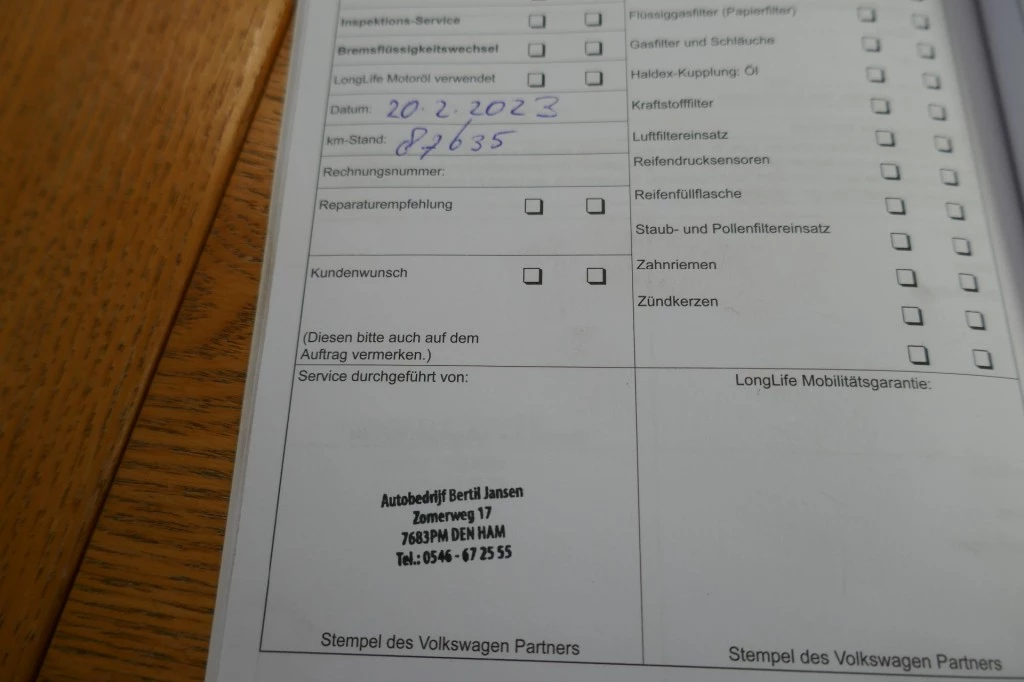 Inspektions-Service
Bremsflüssigkeitswechsel
LongLife Motoröl verwendet
Datum: 20.2.2023
km-Stand: 87635
Rechnungsnummer:
Reparaturempfehlung
Kundenwunsch
(Diesen bitte auch auf dem
Auftrag vermerken.)
Flüssiggasfilter (Papierfilter)
Gasfilter und Schläuche
Haldex-Kupplung: Öl
Kraftstofffilter
Luftfiltereinsatz
Reifendrucksensoren
Reifenfüllflasche
Staub- und Pollenfiltereinsatz
Zahnriemen
Zündkerzen
Service durchgeführt von:
Autobedrijf Bertil Jansen
Zomerweg 17
7683PM DEN HAM
Tel.: 0546 - 67 25 55
Stempel des Volkswagen Partners
LongLife Mobilitätsgarantie:
Stempel des Volkswagen Partners